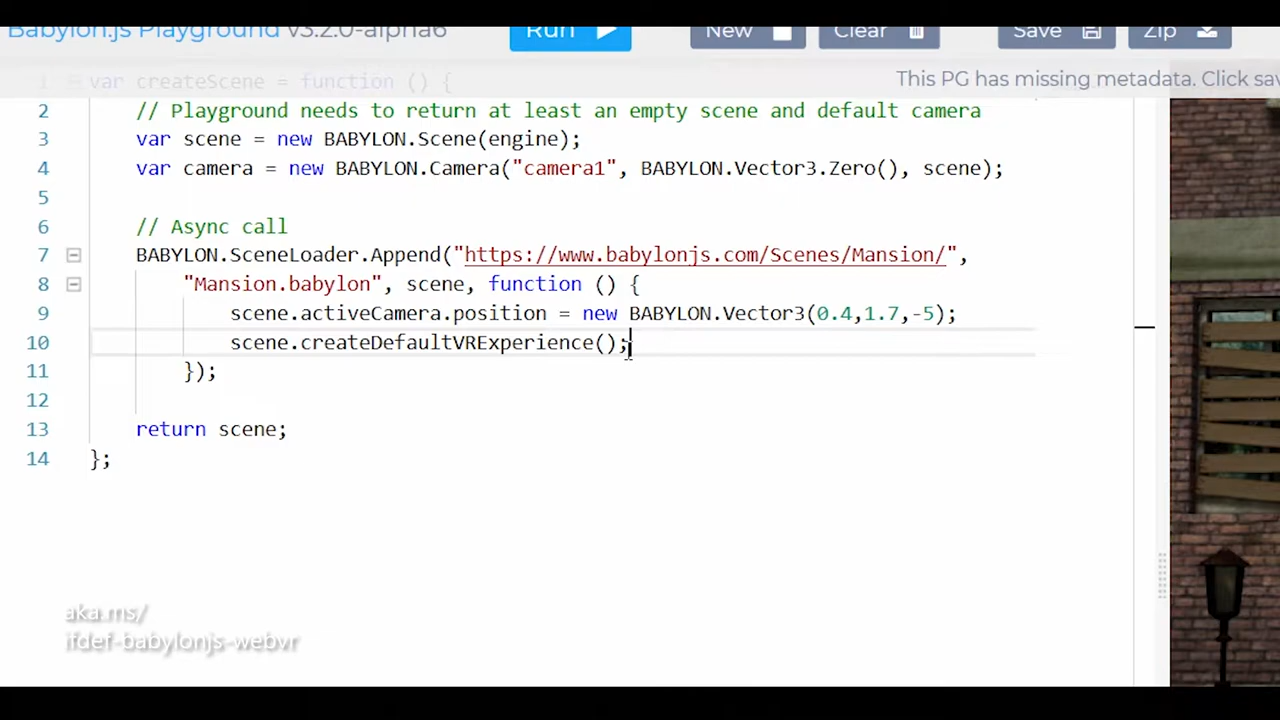 Babylon.js Playground v3.2.0-alpha6
Run
New
Clear
Save
Zip
This PG has missing metadata. Click sav
1 var createScene = function () {
2 // Playground needs to return at least an empty scene and default camera
3 var scene = new BABYLON.Scene(engine);
4 var camera = new BABYLON.Camera("camera1", BABYLON.Vector3.Zero(), scene);
5
6 // Async call
7 BABYLON.SceneLoader.Append("https://www.babylonjs.com/Scenes/Mansion/",
8 "Mansion.babylon", scene, function () {
9 scene.activeCamera.position = new BABYLON.Vector3(0.4,1.7,-5);
10 scene.createDefaultVRExperience();
11 });
12
13 return scene;
14 };
aka.ms/
ifdef-babylonjs-webvr